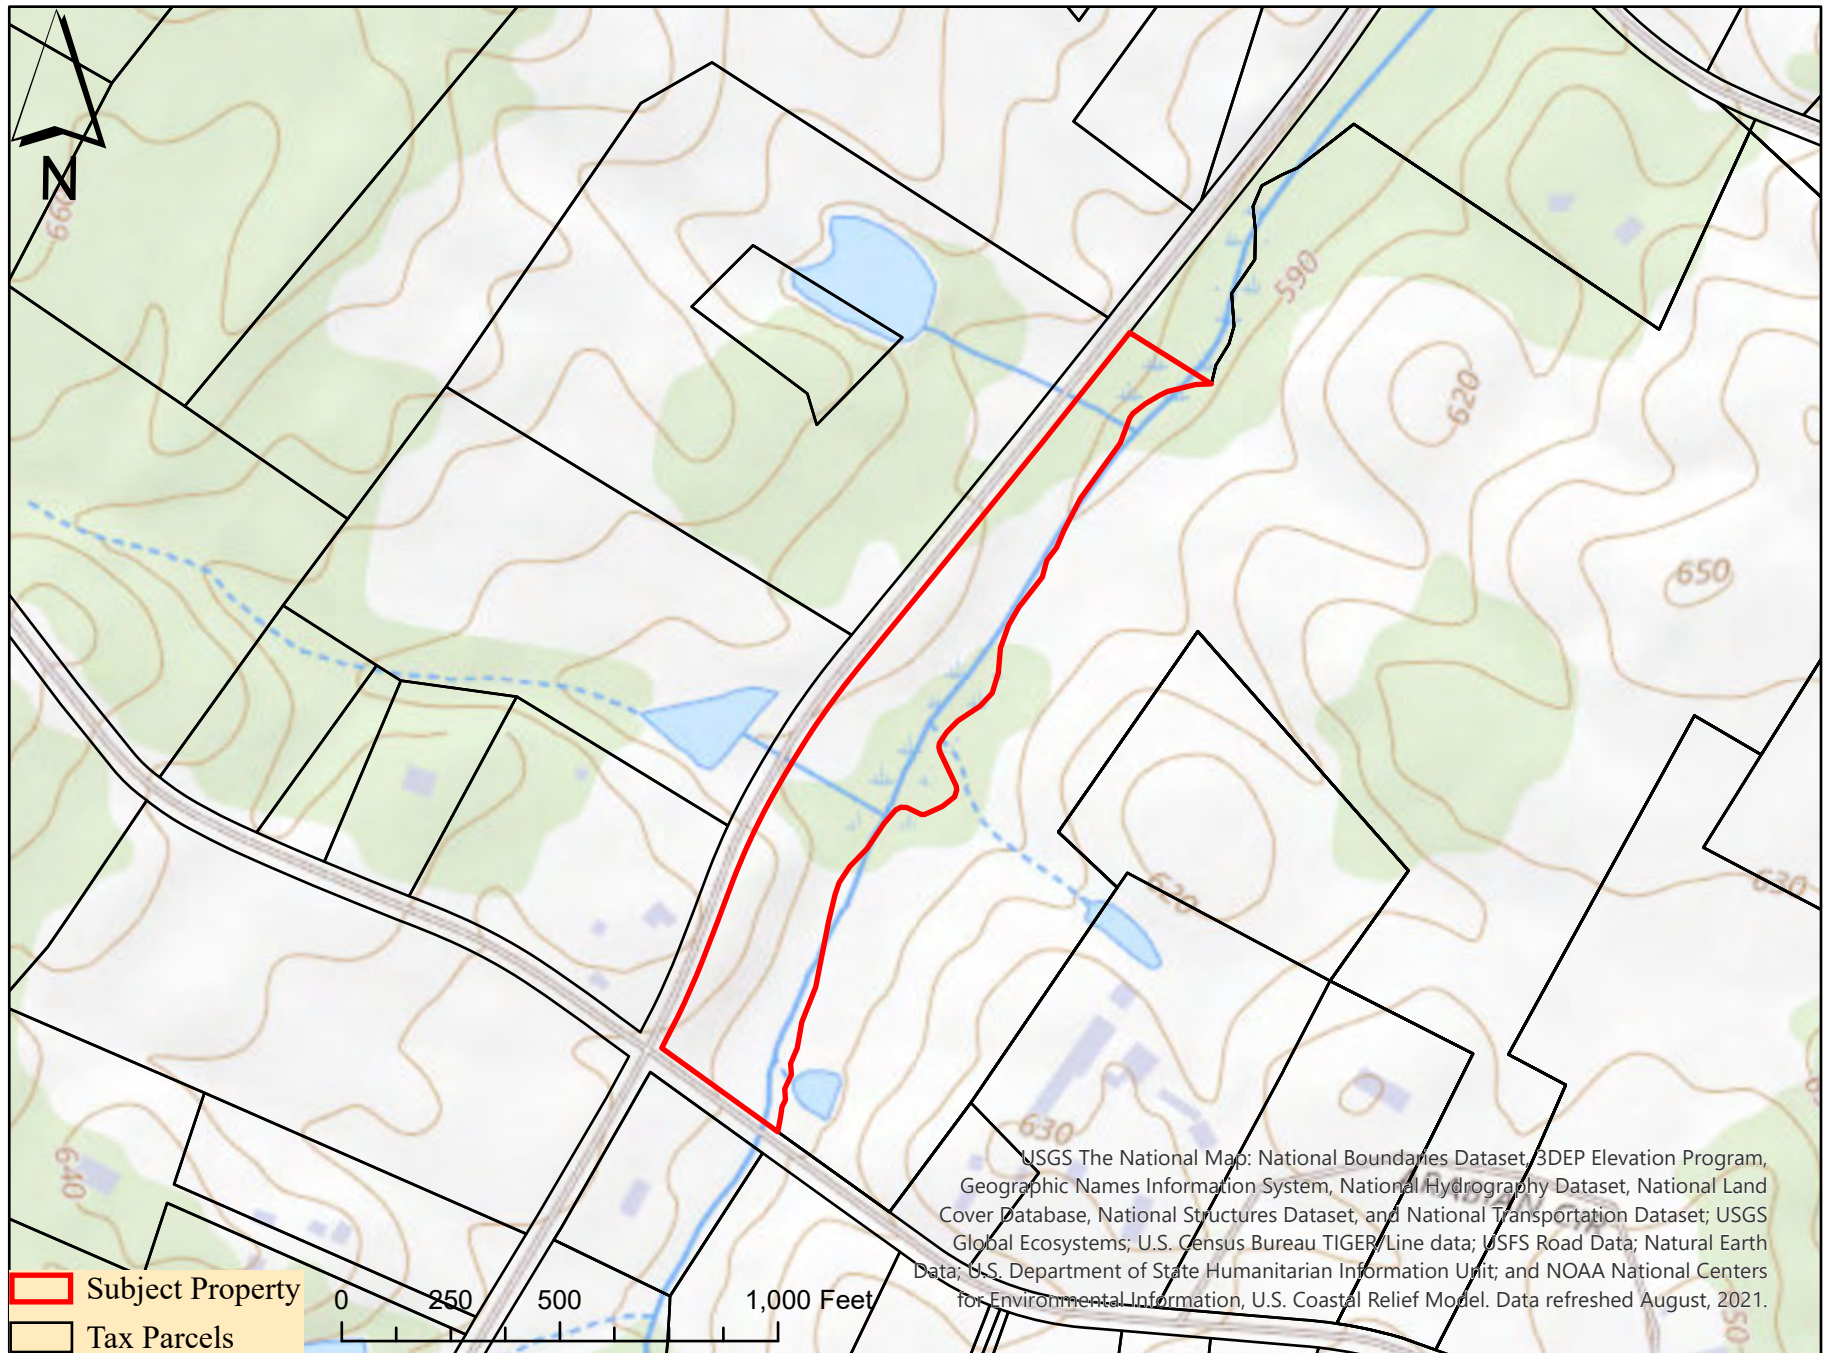 N
660
590
620
650
630
620
630
640
630
USGS The National Map: National Boundaries Dataset, 3DEP Elevation Program,
Geographic Names Information System, National Hydrography Dataset, National Land
Cover Database, National Structures Dataset, and National Transportation Dataset; USGS
Global Ecosystems; U.S. Census Bureau TIGER/Line data; USFS Road Data; Natural Earth
Data; U.S. Department of State Humanitarian Information Unit; and NOAA National Centers
for Environmental Information, U.S. Coastal Relief Model. Data refreshed August, 2021.
Subject Property
Tax Parcels
0 250 500 1,000 Feet